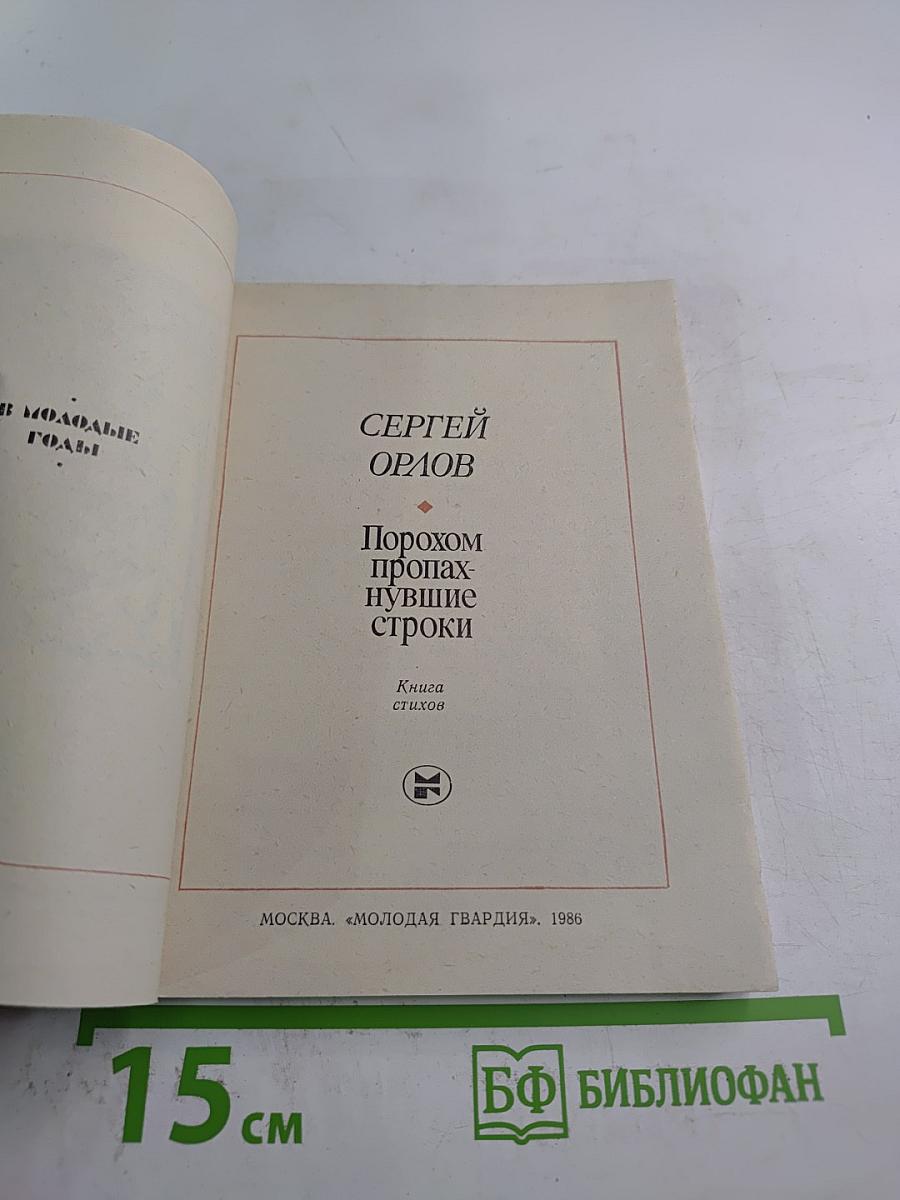 В МОЛОДЫЕ
ГОДЫ
СЕРГЕЙ
ОРЛОВ
Порохом
пропах-
нувшие
строки
Книга
стихов
МОСКВА. «МОЛОДАЯ ГВАРДИЯ». 1986
15 см
БФ БИБЛИОФАН